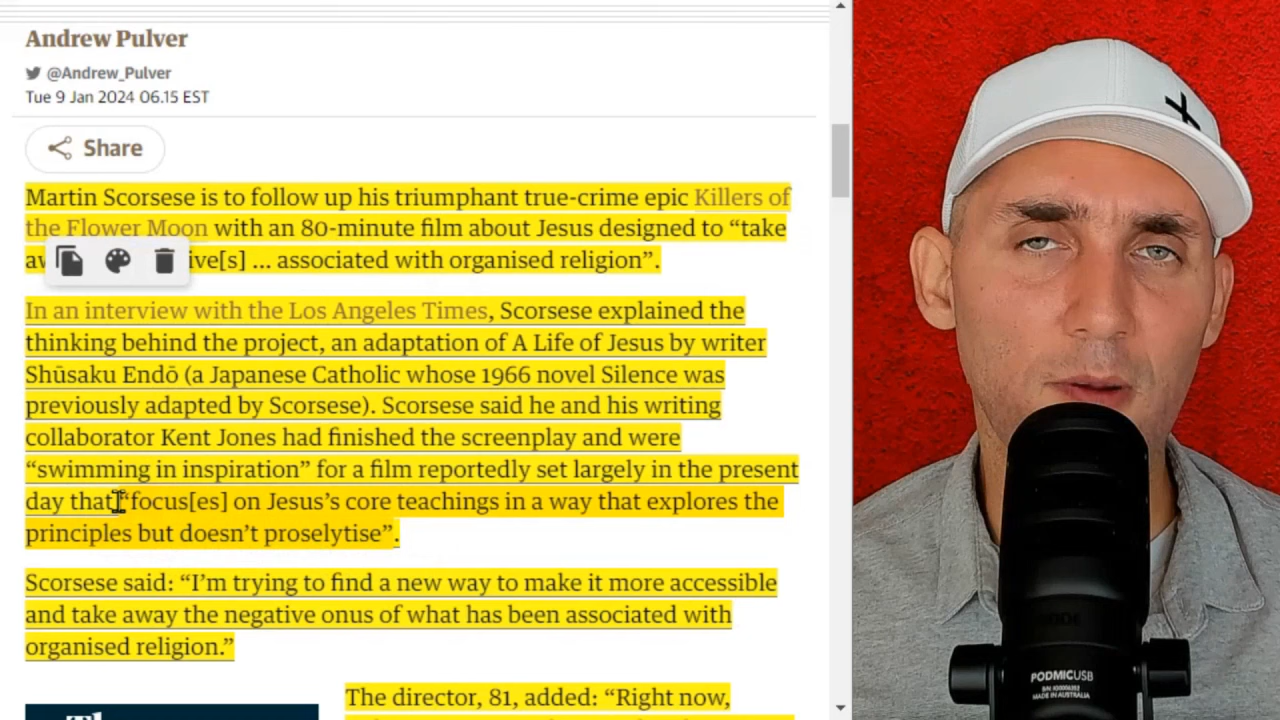 Andrew Pulver
@Andrew_Pulver
Tue 9 Jan 2024 06.15 EST
Share
Martin Scorsese is to follow up his triumphant true-crime epic Killers of
the Flower Moon with an 80-minute film about Jesus designed to “take
ive[s] ... associated with organised religion”.
In an interview with the Los Angeles Times, Scorsese explained the
thinking behind the project, an adaptation of A Life of Jesus by writer
Shūsaku Endō (a Japanese Catholic whose 1966 novel Silence was
previously adapted by Scorsese). Scorsese said he and his writing
collaborator Kent Jones had finished the screenplay and were
“swimming in inspiration” for a film reportedly set largely in the present
day that “focus[es] on Jesus’s core teachings in a way that explores the
principles but doesn’t proselytise”.
Scorsese said: “I’m trying to find a new way to make it more accessible
and take away the negative onus of what has been associated with
organised religion.”
The director, 81, added: “Right now,
PODMICUSB
MADE IN AUSTRALIA